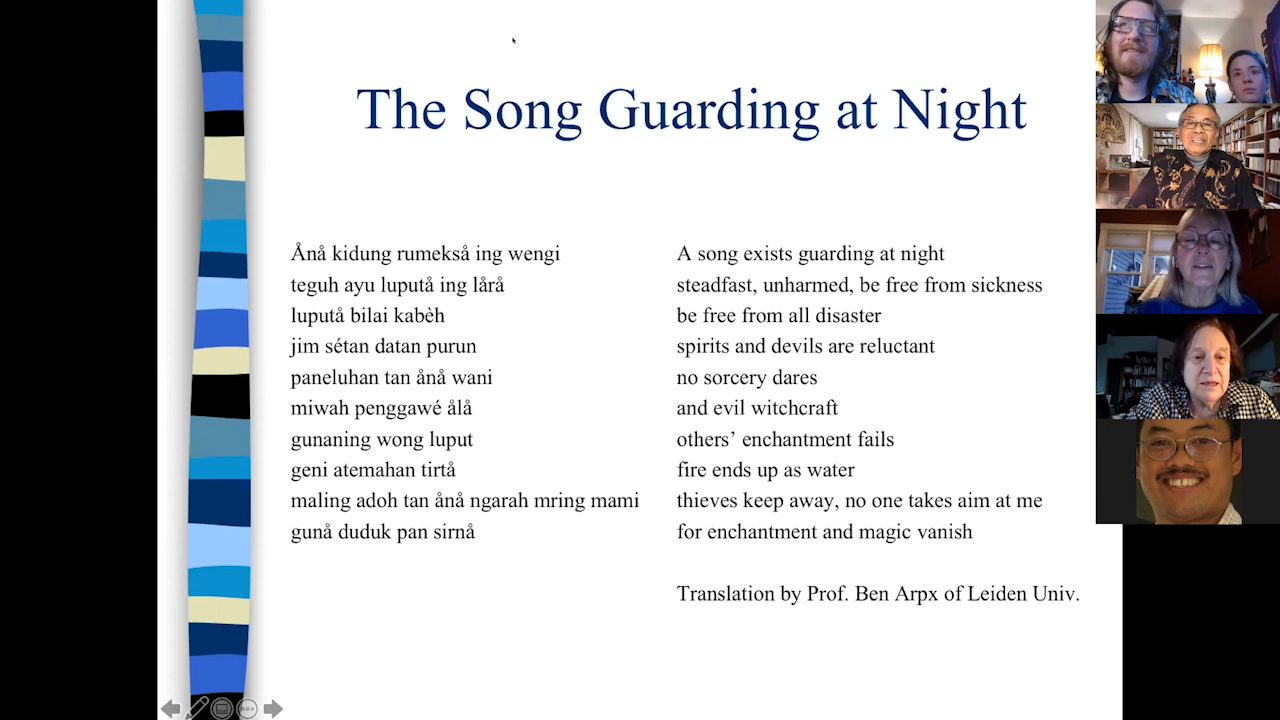 The Song Guarding at Night
Ånå kidung rumekså ing wengi
teguh ayu luputå ing lårå
luputå bilai kabèh
jim sétan datan purun
paneluhan tan ånå wani
miwah penggawé ålå
gunaning wong luput
geni atemahan tirtå
maling adoh tan ånå ngarah mring mami
gunå duduk pan sirnå
A song exists guarding at night
steadfast, unharmed, be free from sickness
be free from all disaster
spirits and devils are reluctant
no sorcery dares
and evil witchcraft
others’ enchantment fails
fire ends up as water
thieves keep away, no one takes aim at me
for enchantment and magic vanish
Translation by Prof. Ben Arpx of Leiden Univ.